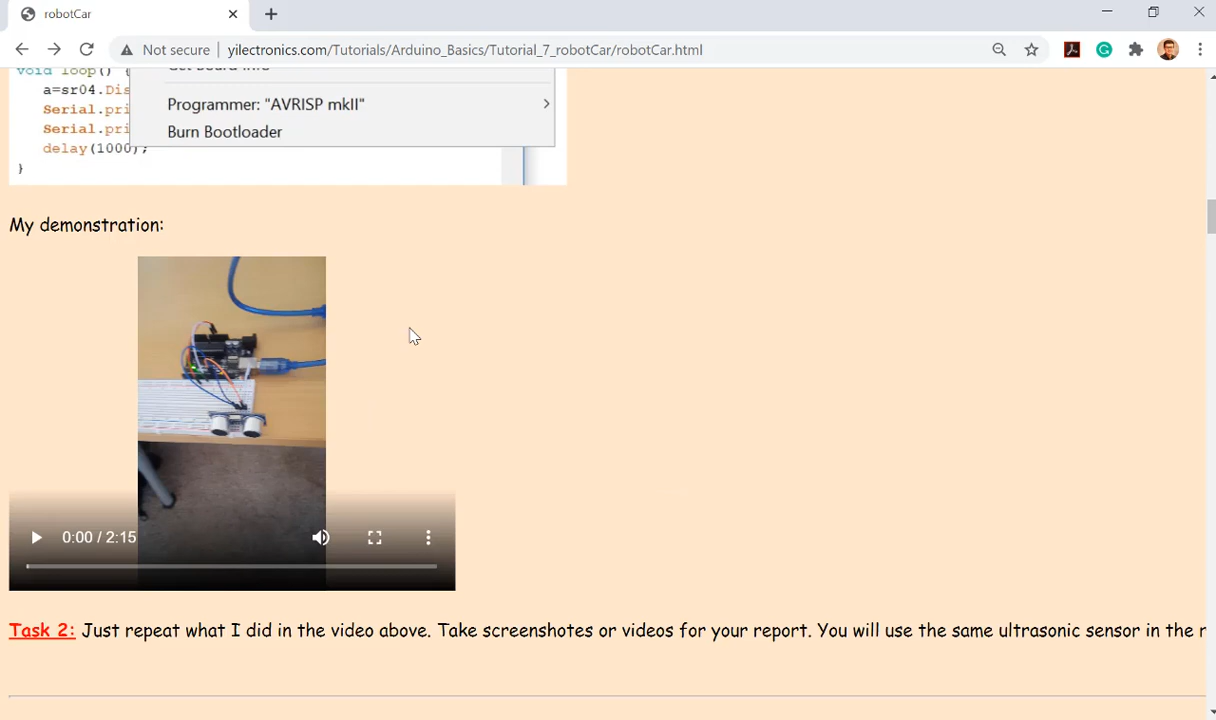 robotCar
Not secure yilectronics.com/Tutorials/Arduino_Basics/Tutorial_7_robotCar/robotCar.html
void loop() {
Get Board Info
a=sr04.Dis
Programmer: "AVRISP mkII"
Serial.pri
Serial.pri
Burn Bootloader
delay(1000);
}
My demonstration:
0:00 / 2:15
Task 2: Just repeat what I did in the video above. Take screenshotes or videos for your report. You will use the same ultrasonic sensor in the r